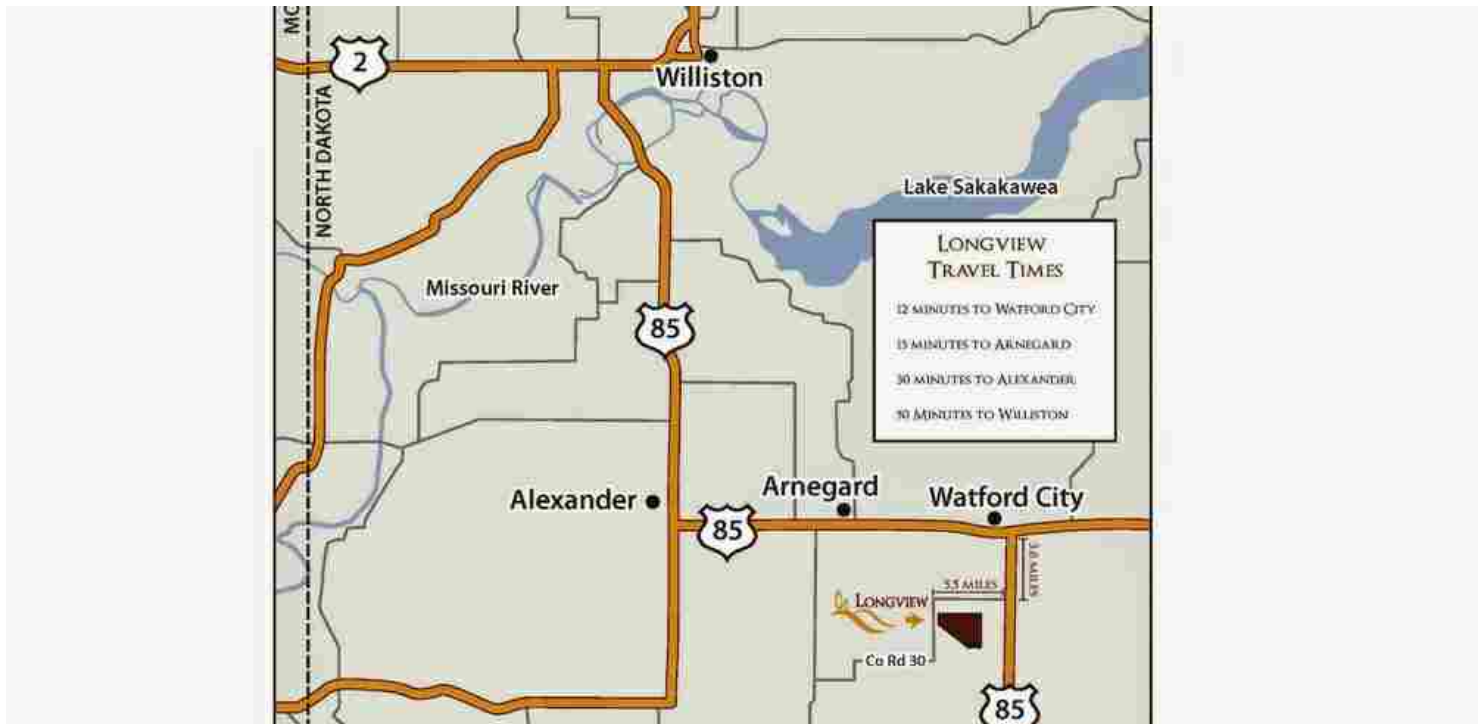 MO
2
Williston
NORTH DAKOTA
Lake Sakakawea
LONGVIEW
TRAVEL TIMES
12 MINUTES TO WATFORD CITY
15 MINUTES TO ARNEGARD
30 MINUTES TO ALEXANDER
50 MINUTES TO WILLISTON
Missouri River
85
Alexander
Arnegard
Watford City
85
MILES
5.5 MILES
LONGVIEW
Co Rd 30
85